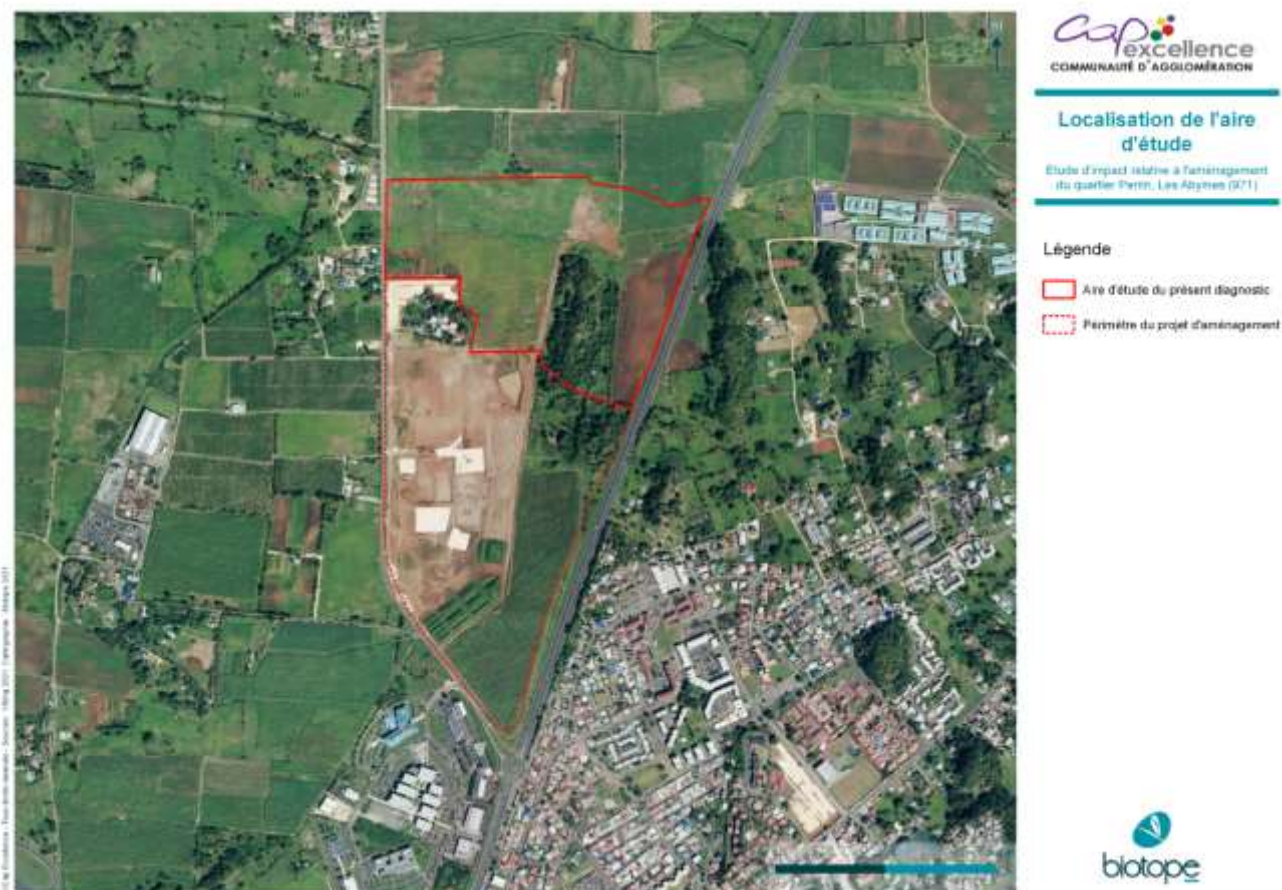 Cap excellence
COMMUNAUTÉ D'AGGLOMÉRATION
Localisation de l'aire
d'étude
Etude d'impact relative à l'aménagement
du quartier Perrin, Les Abymes (971)
Légende
Aire d'étude du présent diagnostic
Périmètre du projet d'aménagement
biotope